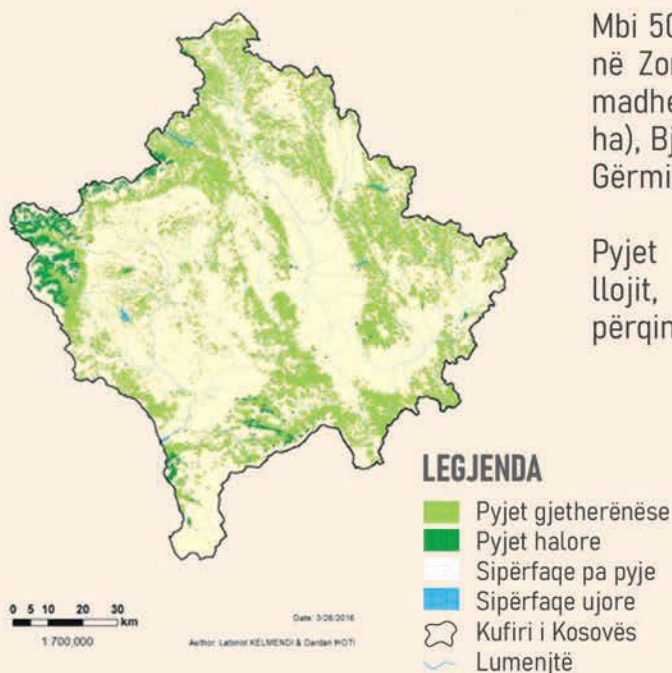 Mbi 50
në Zon
madhe
ha), Bj
Gërmi
Pyjet
llojit,
përqin
LEGJENDA
Pyjet gjetherënëse
Pyjet halore
Sipërfaqe pa pyje
Sipërfaqe ujore
Kufiri i Kosovës
Lumenjtë
0 5 10 20 30
km
1:700,000
Date: 3/28/2016
Author: Labinot KELMENDI & Dardan HOTI